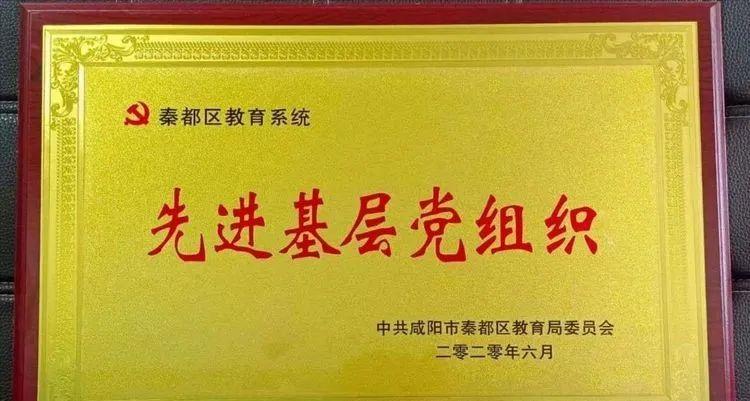 秦都区教育系统
先进基层党组织
中共咸阳市秦都区教育局委员会
二零二零年六月